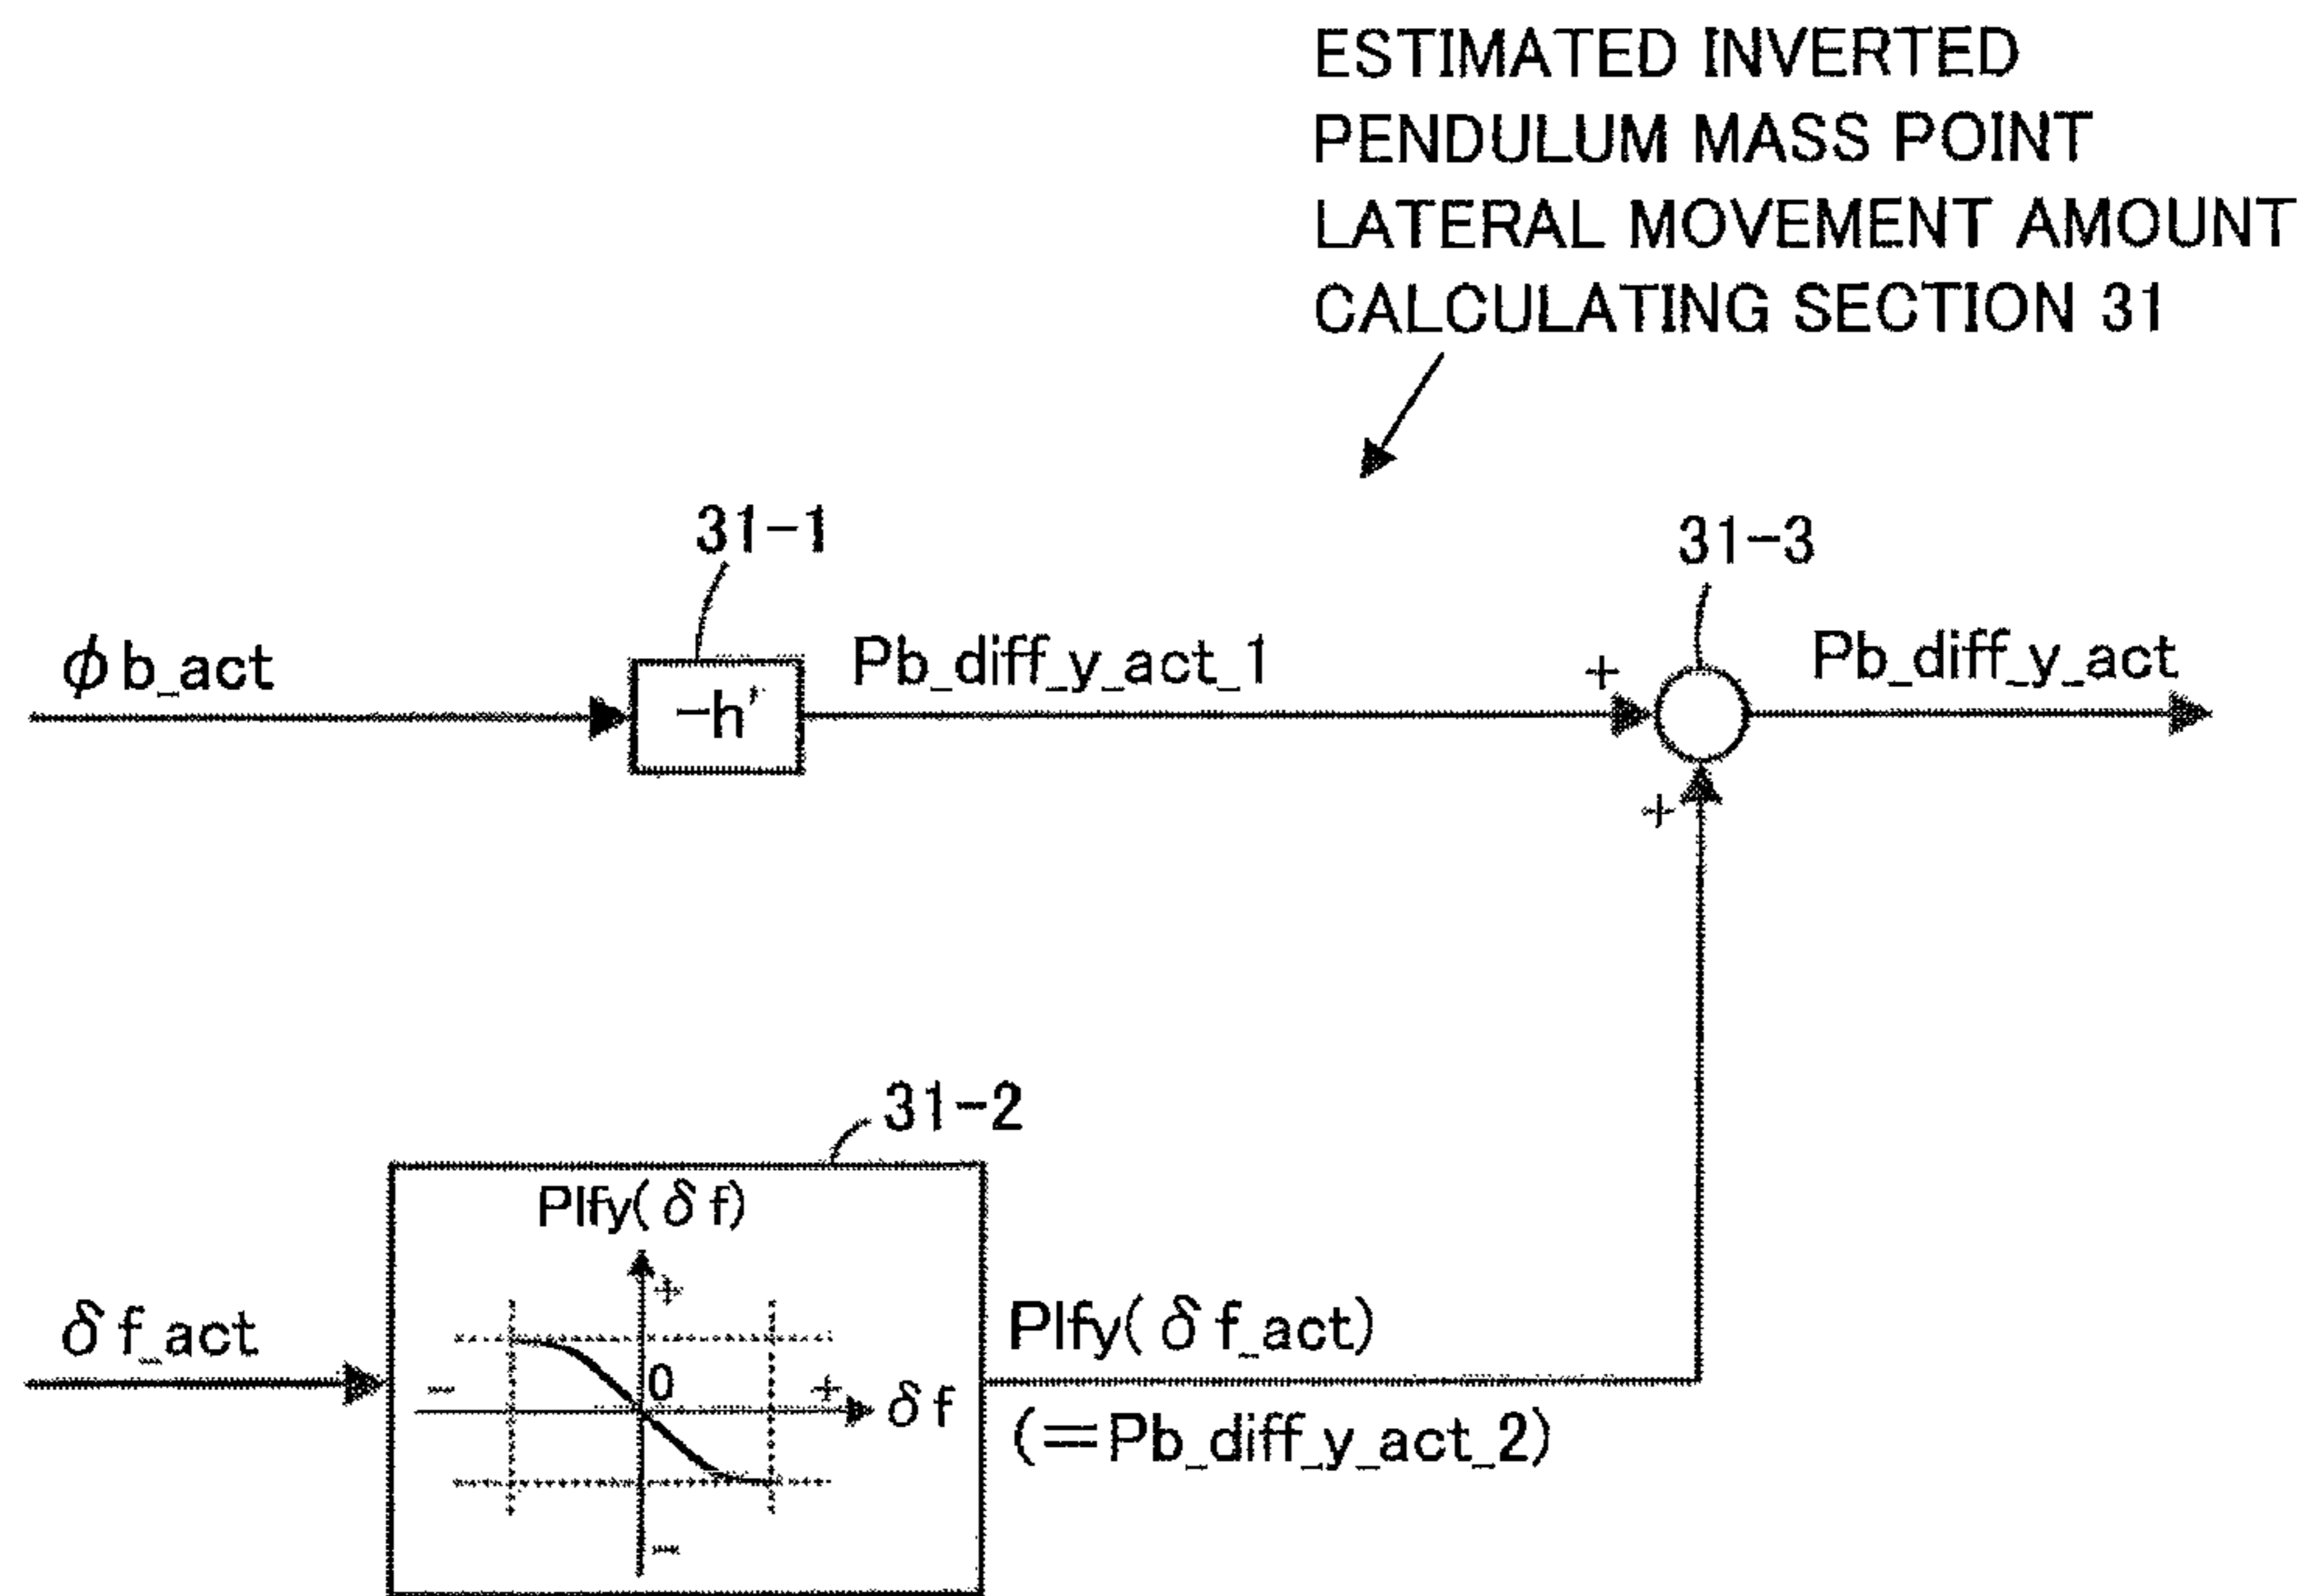 ESTIMATED INVERTED
PENDULUM MASS POINT
LATERAL MOVEMENT AMOUNT
CALCULATING SECTION 31
31-1
31-3
ϕb_act
-h'
Pb_diff_y_act_1
+
Pb_diff_y_act
+
31-2
Plfy(δf)
+
δf_act
-
0
+
δf
Plfy(δf_act)
(=Pb_diff_y_act_2)
-